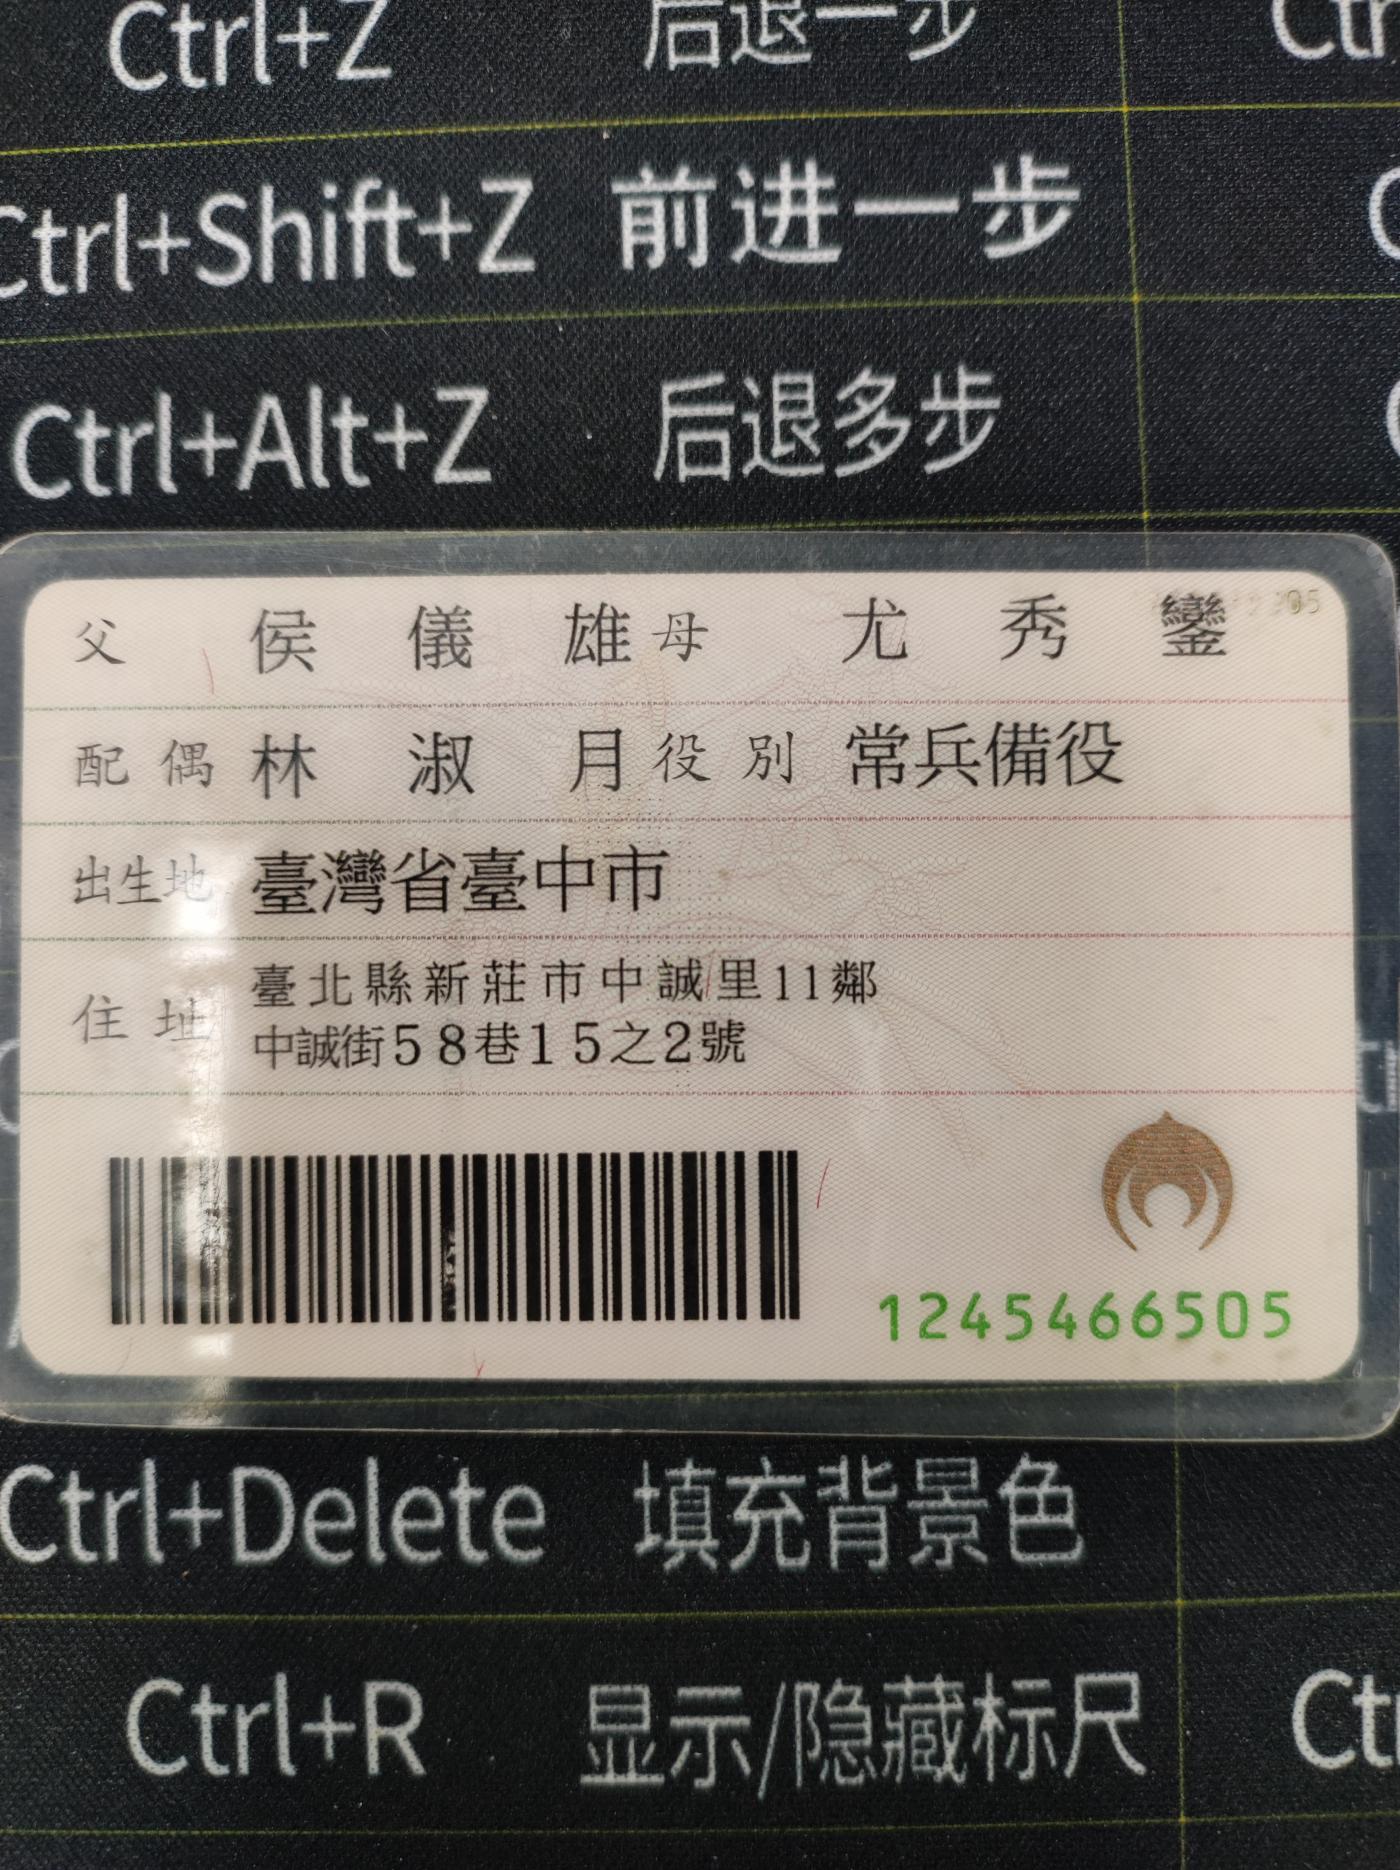 Ctrl+Z 后退一步 Ctr
Ctrl+Shift+Z 前进一步
Ctrl+Alt+Z 后退多步
父 侯儀雄 母 尤秀鑾
配偶 林淑月 役別 常兵備役
出生地 臺灣省臺中市
住址 臺北縣新莊市中誠里11鄰
中誠街58巷15之2號
1245466505
Ctrl+Delete 填充背景色
Ctrl+R 显示/隐藏标尺 Ct